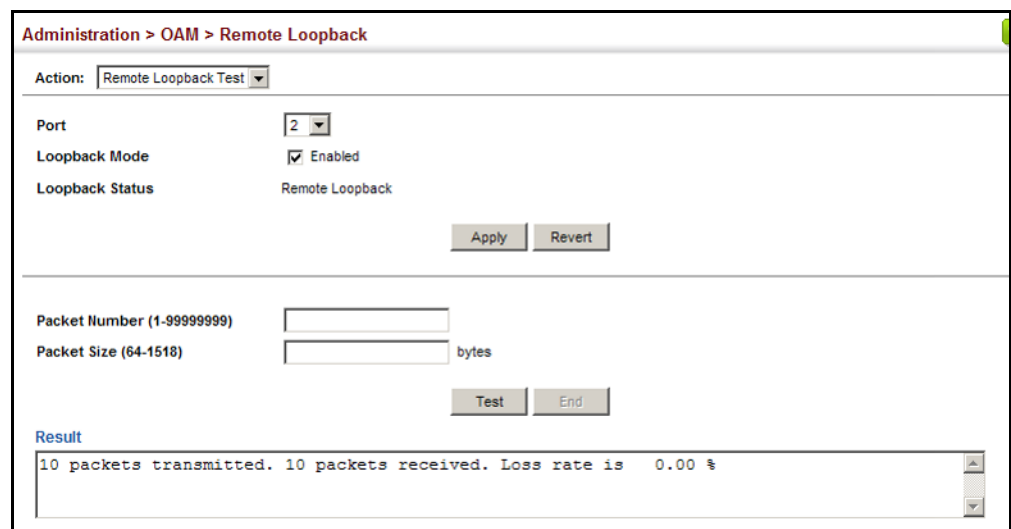 Administration > OAM > Remote Loopback
Action: Remote Loopback Test
Port 2
Loopback Mode Enabled
Loopback Status Remote Loopback
Apply Revert
Packet Number (1-99999999)
Packet Size (64-1518) bytes
Test End
Result
10 packets transmitted. 10 packets received. Loss rate is   0.00 %